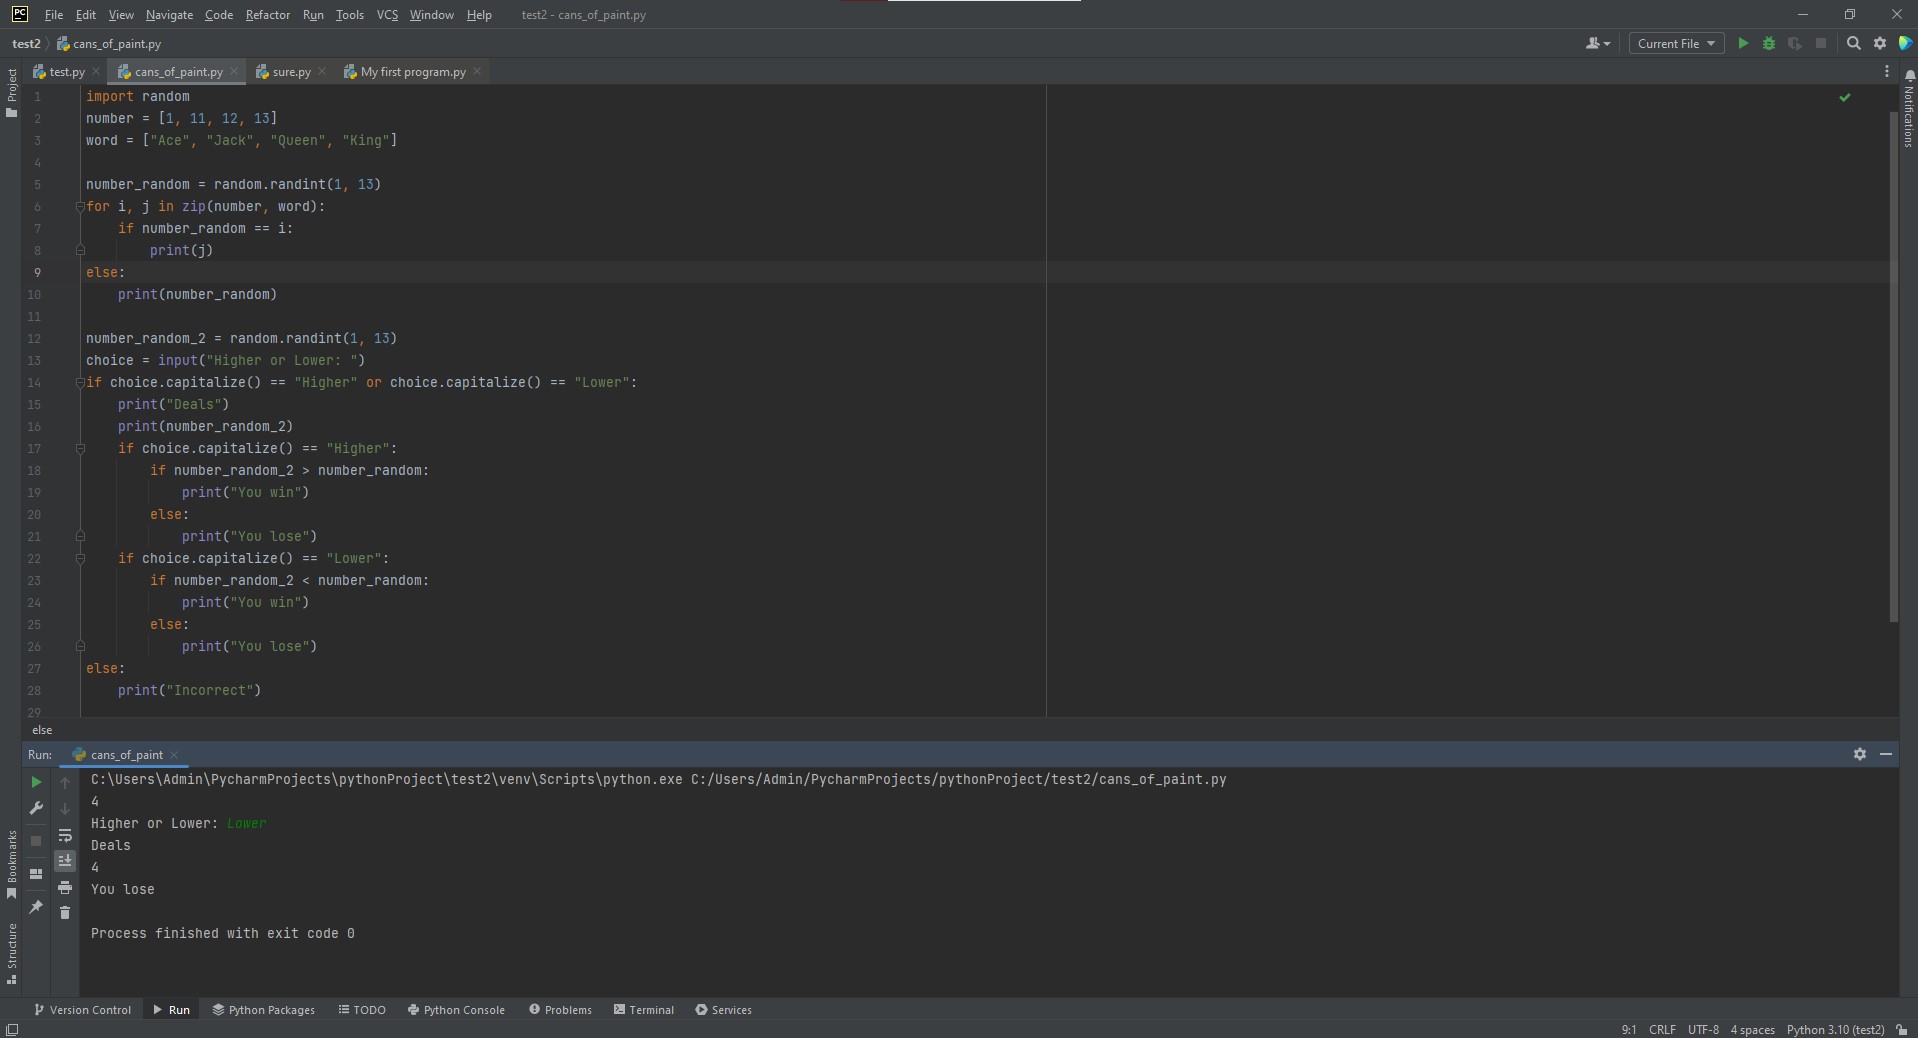 PC File Edit View Navigate Code Refactor Run Tools VCS Window Help test2 - cans_of_paint.py
test2 cans_of_paint.py Current File
Project test.py cans_of_paint.py sure.py My first program.py
Notifications
1 import random
2 number = [1, 11, 12, 13]
3 word = ["Ace", "Jack", "Queen", "King"]
4
5 number_random = random.randint(1, 13)
6 for i, j in zip(number, word):
7     if number_random == i:
8         print(j)
9 else:
10     print(number_random)
11
12 number_random_2 = random.randint(1, 13)
13 choice = input("Higher or Lower: ")
14 if choice.capitalize() == "Higher" or choice.capitalize() == "Lower":
15     print("Deals")
16     print(number_random_2)
17     if choice.capitalize() == "Higher":
18         if number_random_2 > number_random:
19             print("You win")
20         else:
21             print("You lose")
22     if choice.capitalize() == "Lower":
23         if number_random_2 < number_random:
24             print("You win")
25         else:
26             print("You lose")
27 else:
28     print("Incorrect")
29
else
Run: cans_of_paint
C:\Users\Admin\PycharmProjects\pythonProject\test2\venv\Scripts\python.exe C:/Users/Admin/PycharmProjects/pythonProject/test2/cans_of_paint.py
4
Higher or Lower: Lower
Deals
4
You lose
Process finished with exit code 0
Bookmarks
Structure
Version Control Run Python Packages TODO Python Console Problems Terminal Services
9:1 CRLF UTF-8 4 spaces Python 3.10 (test2)